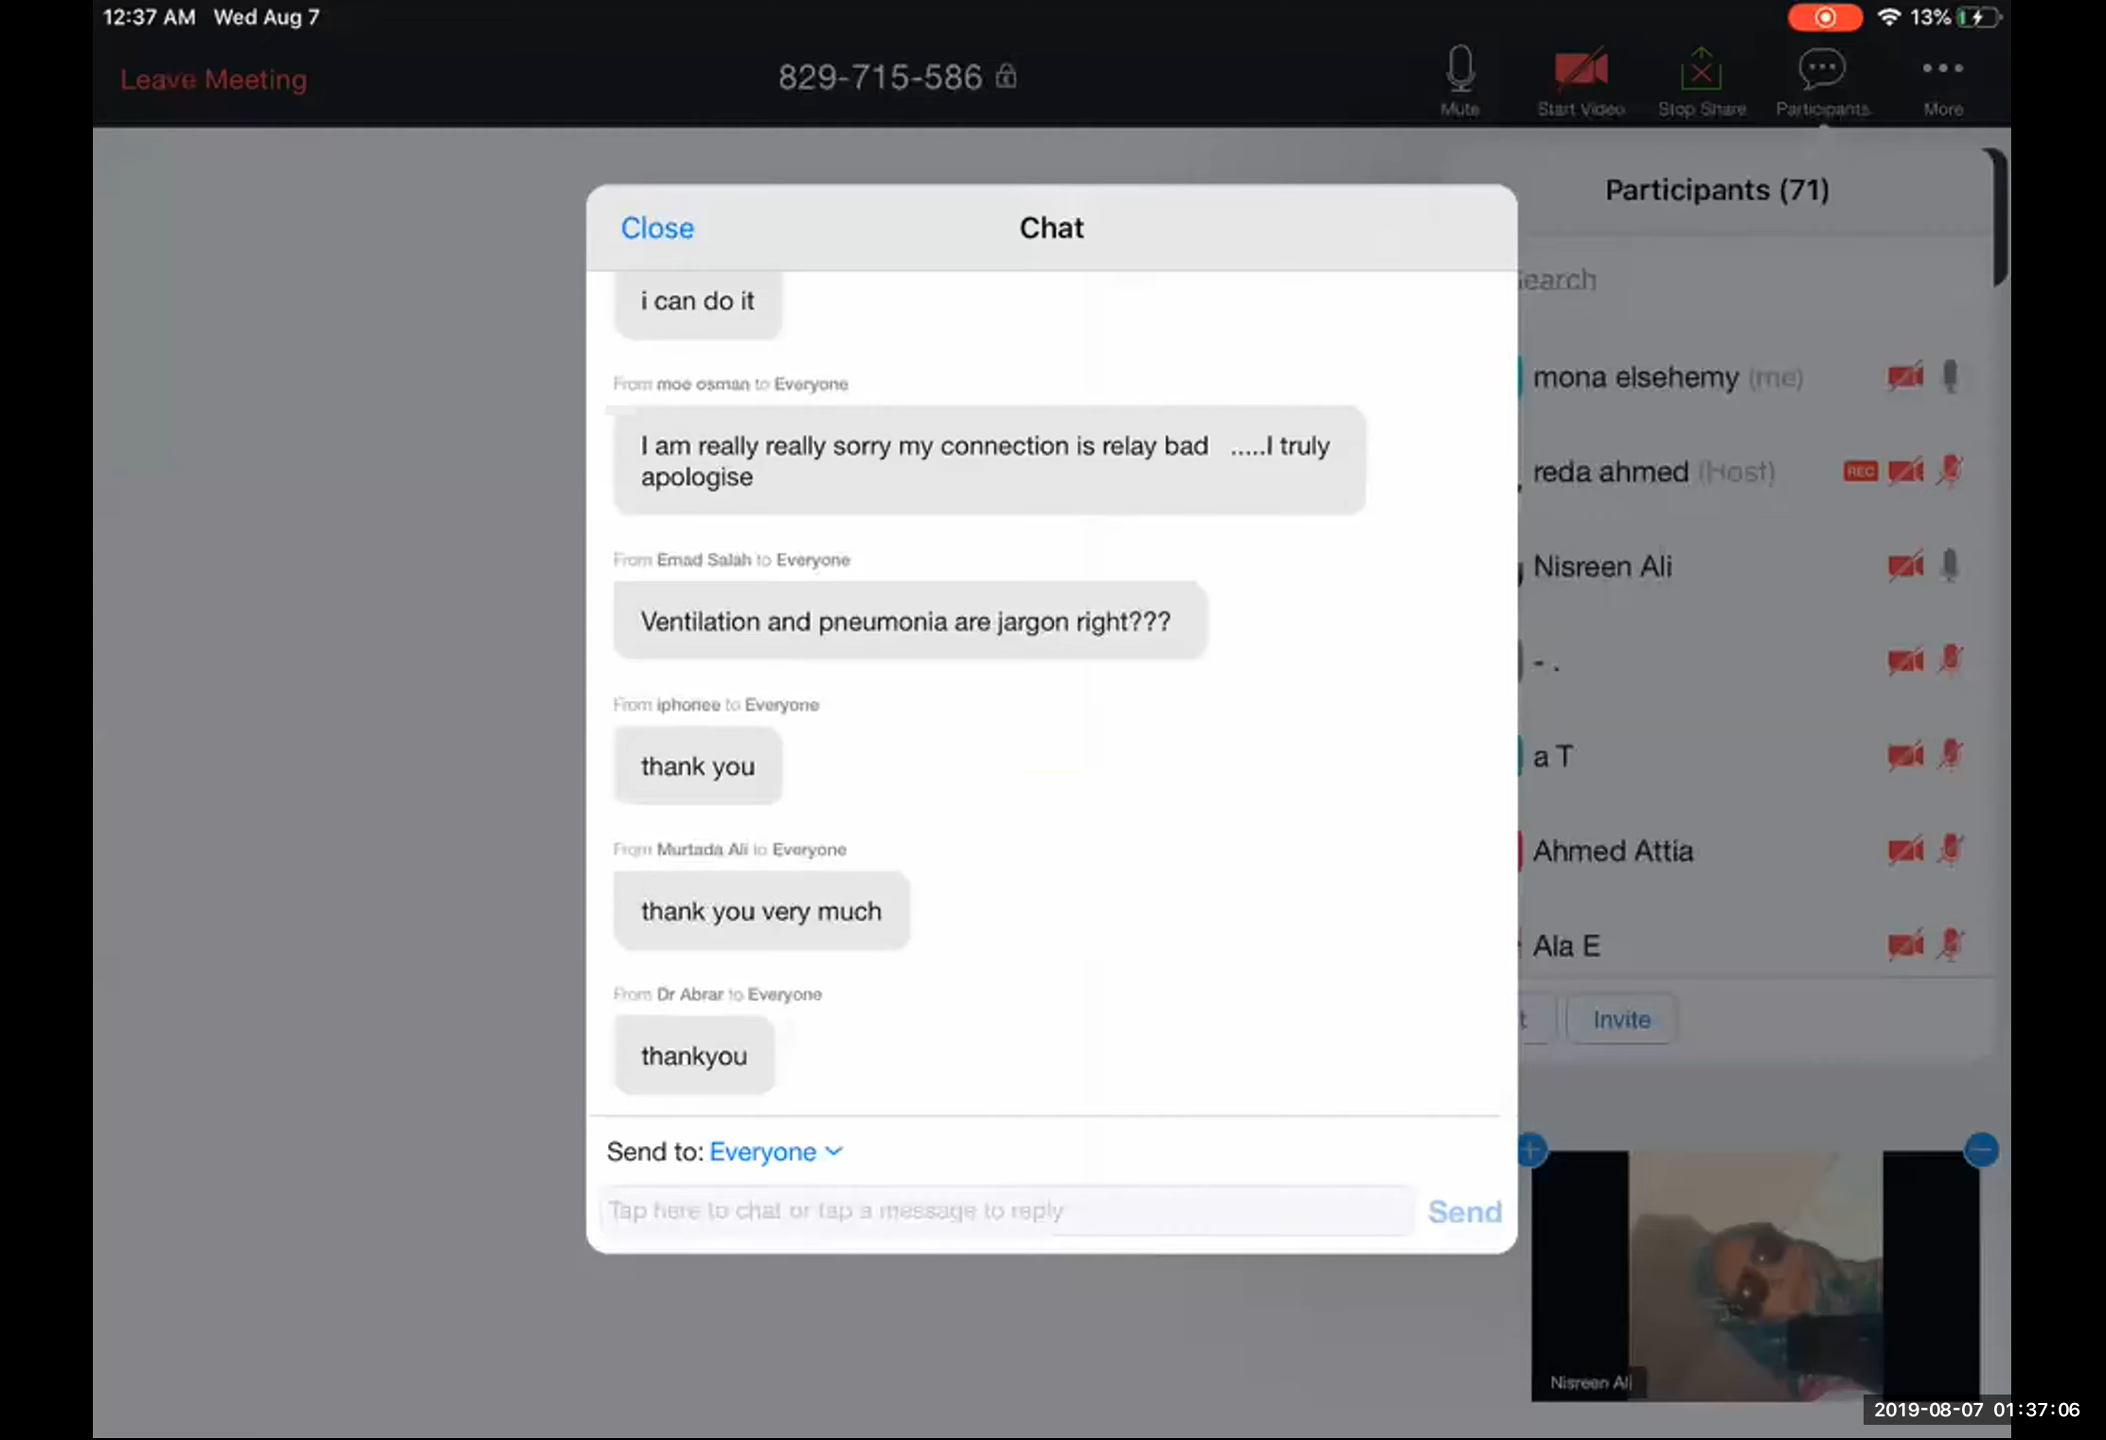 12:37 AM Wed Aug 7
13%
Leave Meeting
829-715-586
Mute
Start Video
Stop Share
Participants
More
Participants (71)
Close
Chat
i can do it
From moe osman to Everyone
I am really really sorry my connection is relay bad .....I truly
apologise
From Emad Salah to Everyone
Ventilation and pneumonia are jargon right???
From iphonee to Everyone
thank you
From Murtada Ali to Everyone
thank you very much
From Dr Abrar to Everyone
thankyou
Send to: Everyone
Tap here to chat or tap a message to reply
Send
earch
mona elsehemy (me)
reda ahmed (Host)
REC
Nisreen Ali
- .
a T
Ahmed Attia
Ala E
t
Invite
Nisreen Ali
2019-08-07 01:37:06